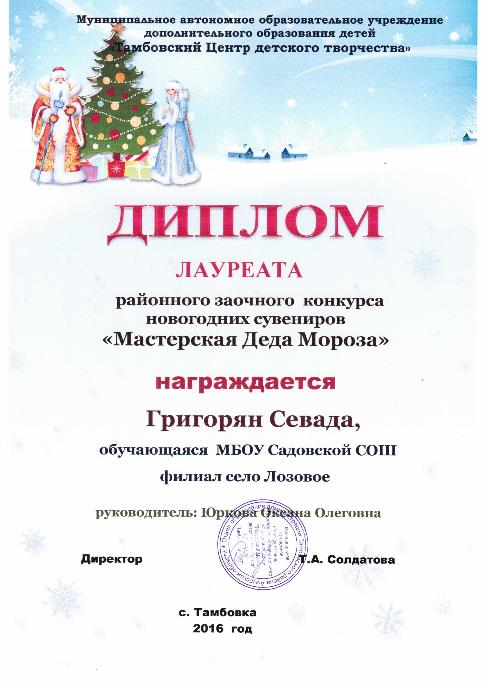 Муниципальное автономное образовательное учреждение
дополнительного образования детей
«Тамбовский Центр детского творчества»
ДИПЛОМ
ЛАУРЕАТА
районного заочного конкурса
новогодних сувениров
«Мастерская Деда Мороза»
награждается
Григорян Севада,
обучающаяся МБОУ Садовской СОШ
филиал село Лозовое
руководитель: Юркова Оксана Олеговна
Директор Т.А. Солдатова
с. Тамбовка
2016 год